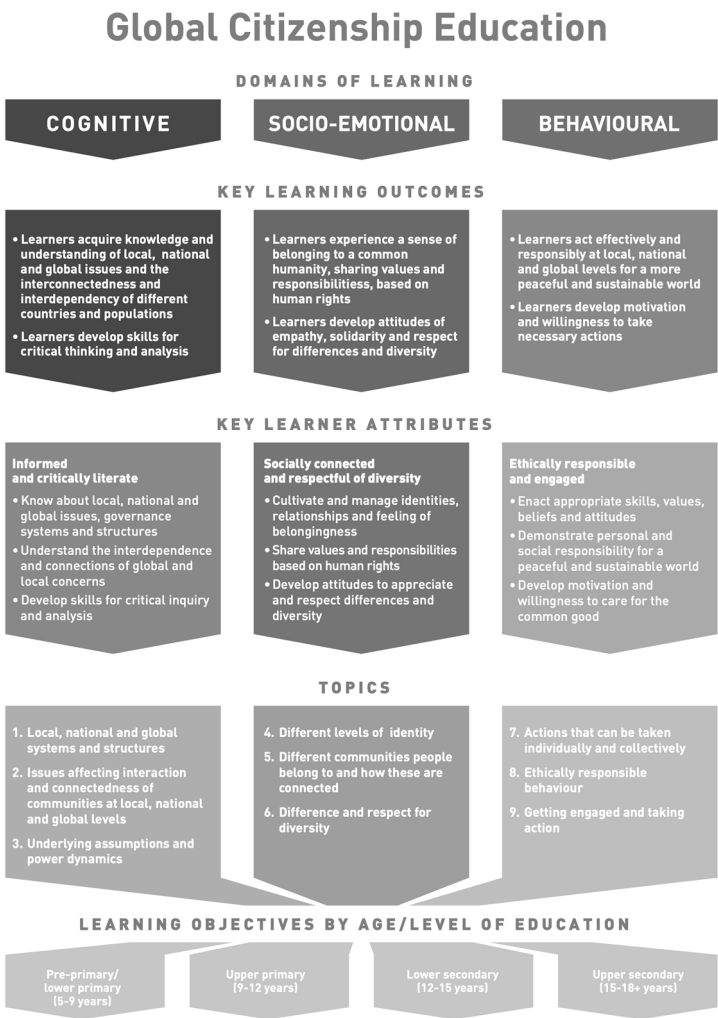 Global Citizenship Education
DOMAINS OF LEARNING
COGNITIVE
SOCIO-EMOTIONAL
BEHAVIOURAL
KEY LEARNING OUTCOMES
• Learners acquire knowledge and
understanding of local, national
and global issues and the
interconnectedness and
interdependency of different
countries and populations
• Learners develop skills for
critical thinking and analysis
• Learners experience a sense of
belonging to a common
humanity, sharing values and
responsibilitiess, based on
human rights
• Learners develop attitudes of
empathy, solidarity and respect
for differences and diversity
• Learners act effectively and
responsibly at local, national
and global levels for a more
peaceful and sustainable world
• Learners develop motivation
and willingness to take
necessary actions
KEY LEARNER ATTRIBUTES
Informed
and critically literate
• Know about local, national and
global issues, governance
systems and structures
• Understand the interdependence
and connections of global and
local concerns
• Develop skills for critical inquiry
and analysis
Socially connected
and respectful of diversity
• Cultivate and manage identities,
relationships and feeling of
belongingness
• Share values and responsibilities
based on human rights
• Develop attitudes to appreciate
and respect differences and
diversity
Ethically responsible
and engaged
• Enact appropriate skills, values,
beliefs and attitudes
• Demonstrate personal and
social responsibility for a
peaceful and sustainable world
• Develop motivation and
willingness to care for the
common good
TOPICS
1. Local, national and global
systems and structures
2. Issues affecting interaction
and connectedness of
communities at local, national
and global levels
3. Underlying assumptions and
power dynamics
4. Different levels of identity
5. Different communities people
belong to and how these are
connected
6. Difference and respect for
diversity
7. Actions that can be taken
individually and collectively
8. Ethically responsible
behaviour
9. Getting engaged and taking
action
LEARNING OBJECTIVES BY AGE/LEVEL OF EDUCATION
Pre-primary/
lower primary
(5-9 years)
Upper primary
(9-12 years)
Lower secondary
(12-15 years)
Upper secondary
(15-18+ years)